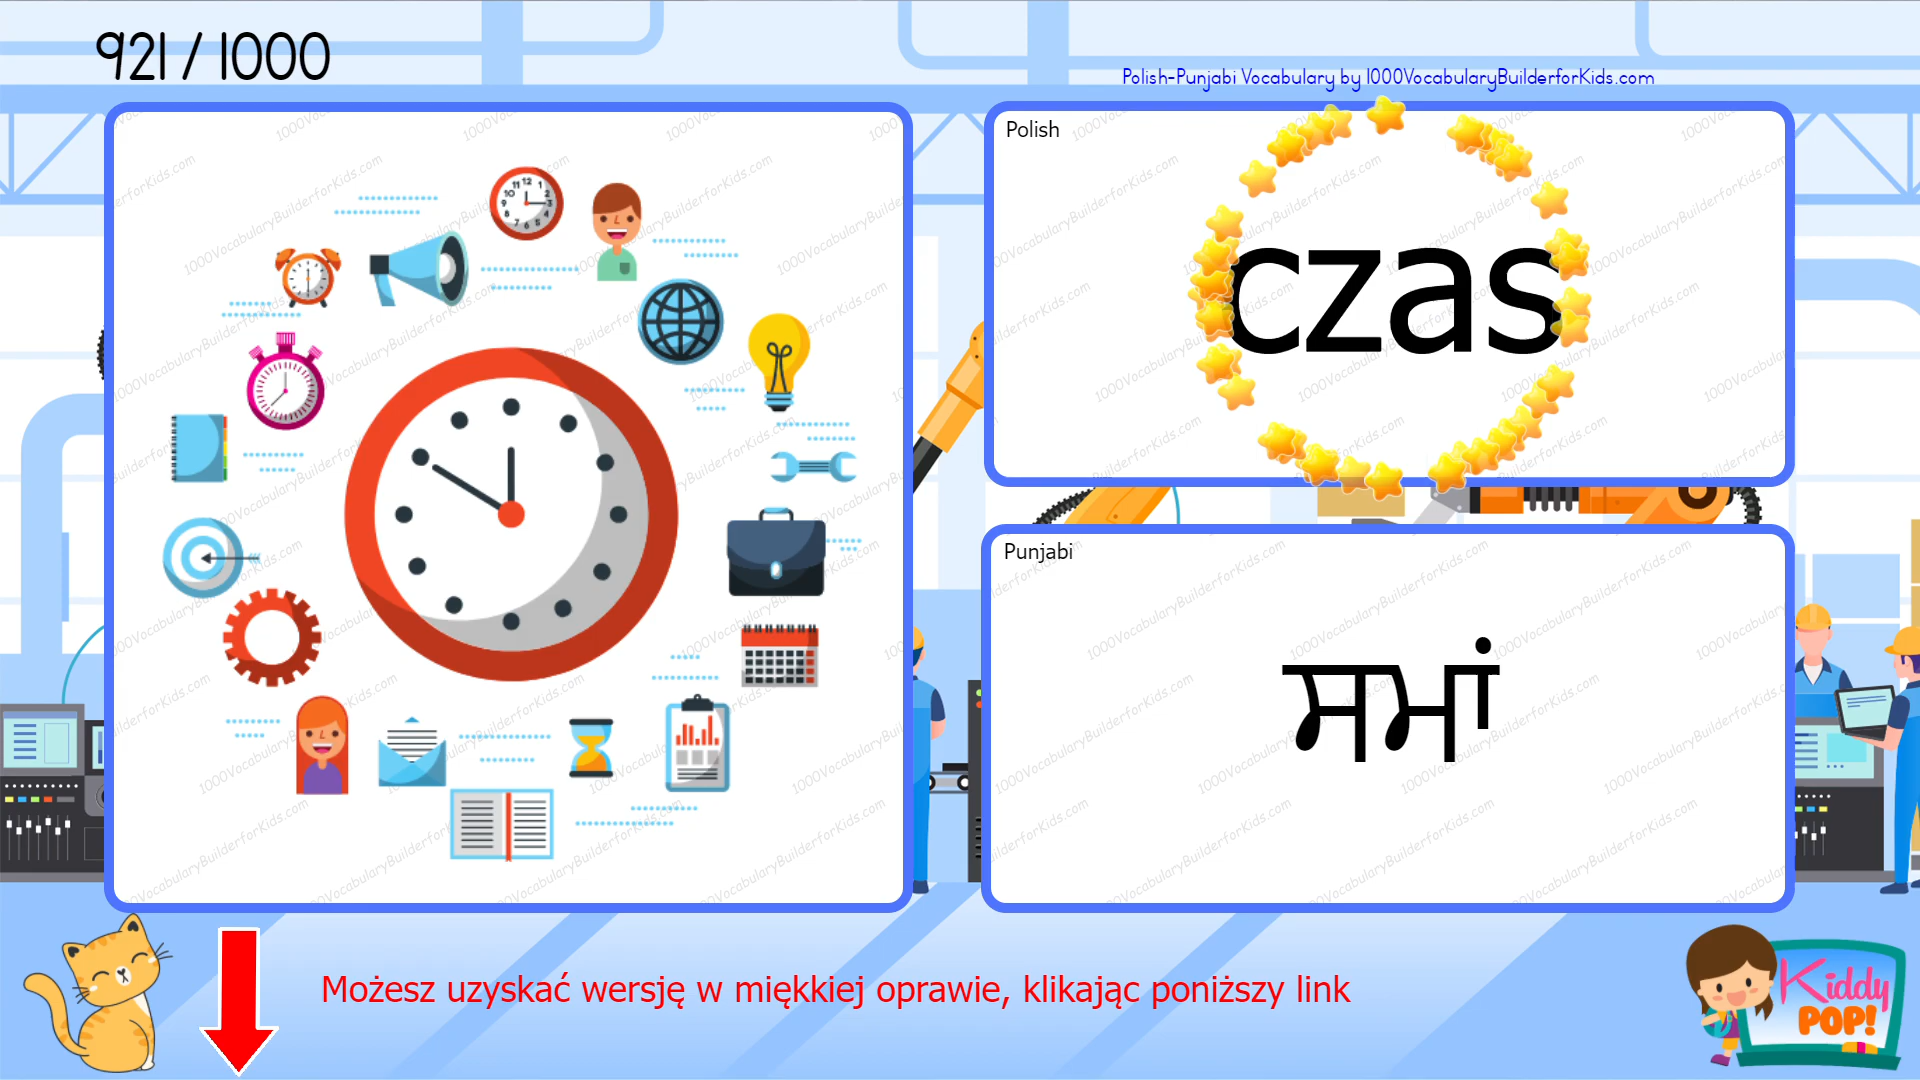 921 / 1000
Polish-Punjabi Vocabulary by 1000VocabularyBuilderforKids.com
Polish
czas
Punjabi
ਸਮਾਂ
Możesz uzyskać wersję w miękkiej oprawie, klikając poniższy link
Kiddy
POP!